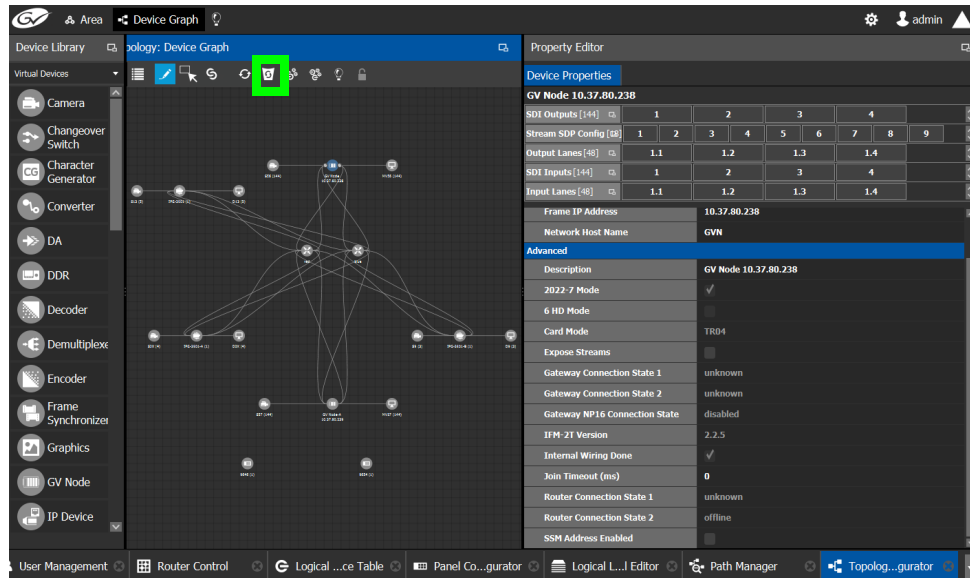 GV Area Device Graph admin
Device Library
opology: Device Graph
Property Editor
Virtual Devices
Camera
Changeover
Switch
Character
Generator
CG
Converter
DA
DDR
Decoder
Demultiplexe
Encoder
Frame
Synchronizer
Graphics
GV Node
IP Device
Device Properties
GV Node 10.37.80.238
SDI Outputs [144] 1 2 3 4
Stream SDP Config 1 2 3 4 5 6 7 8 9
Output Lanes [48] 1.1 1.2 1.3 1.4
SDI Inputs [144] 1 2 3 4
Input Lanes [48] 1.1 1.2 1.3 1.4
Frame IP Address 10.37.80.238
Network Host Name GVN
Advanced
Description GV Node 10.37.80.238
2022-7 Mode
6 HD Mode
Card Mode TR04
Expose Streams
Gateway Connection State 1 unknown
Gateway Connection State 2 unknown
Gateway NP16 Connection State disabled
IFM-2T Version 2.2.5
Internal Wiring Done
Join Timeout (ms) 0
Router Connection State 1 unknown
Router Connection State 2 offline
SSM Address Enabled
User Management
Router Control
Logical ...ce Table
Panel Co...gurator
Logical L...l Editor
Path Manager
Topolog...gurator